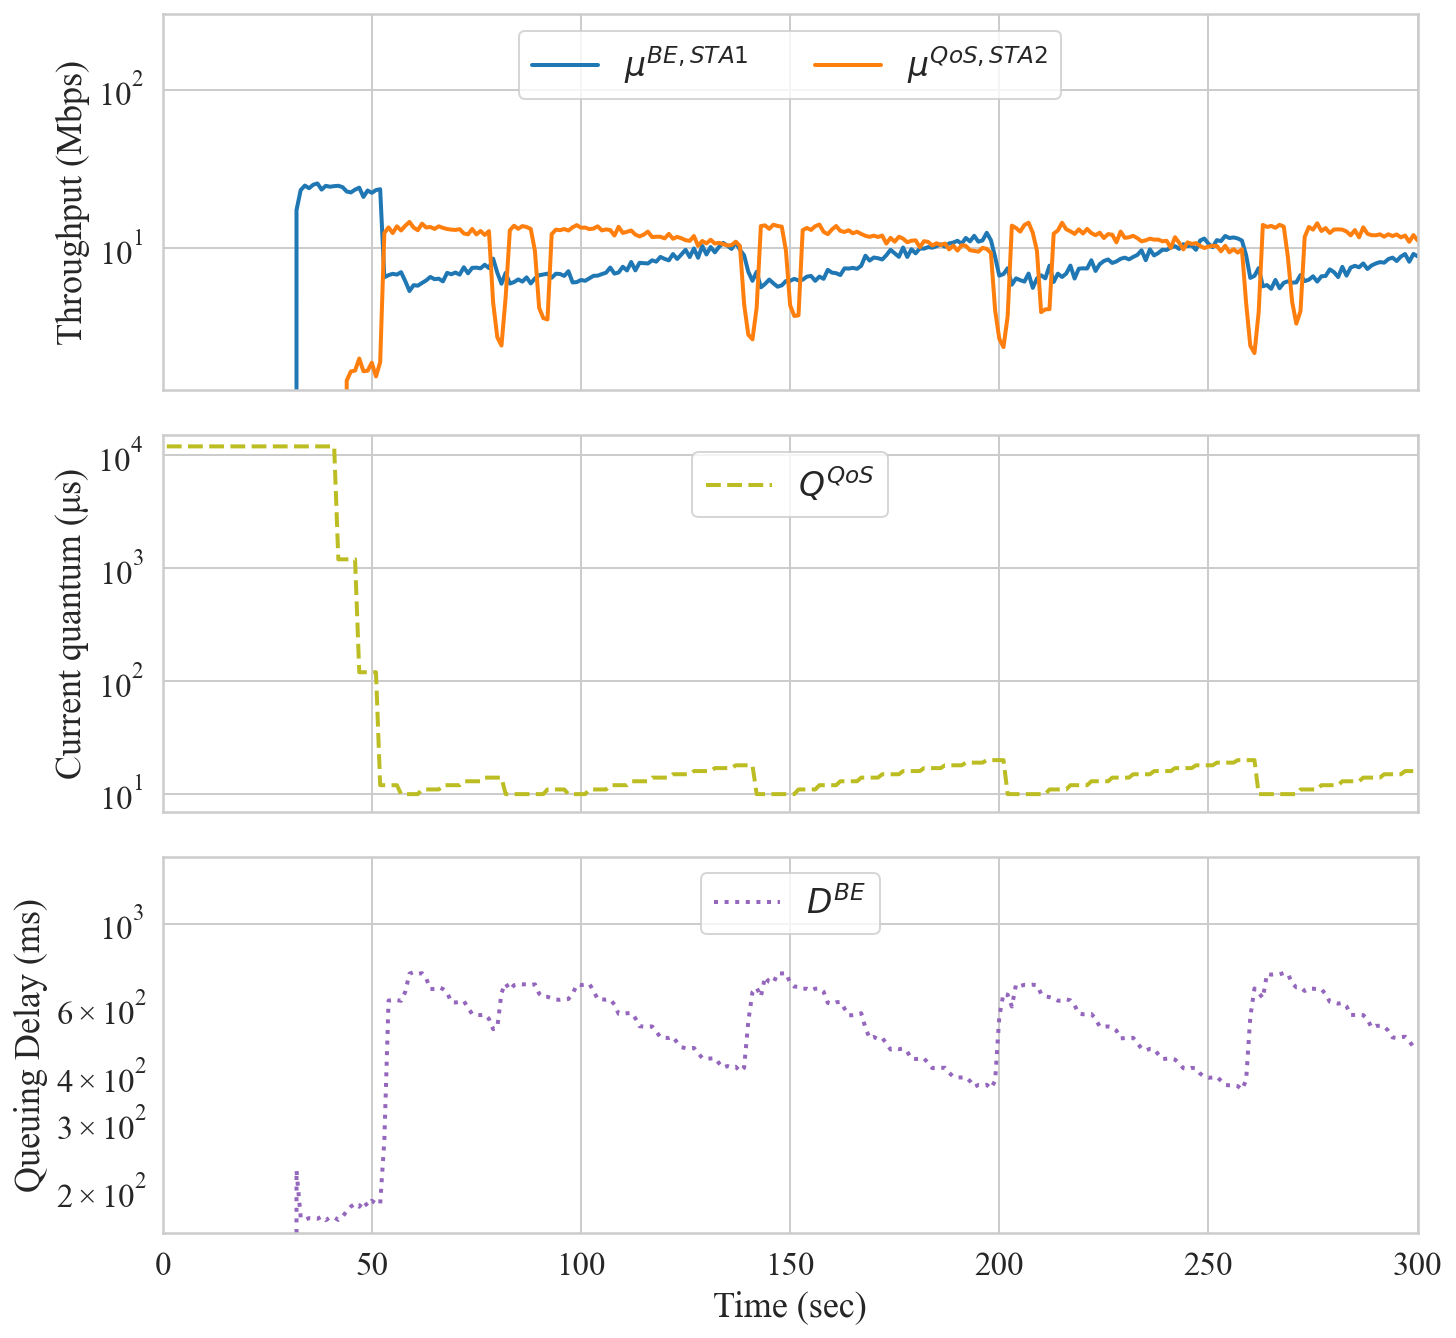 Throughput (Mbps)
10²
10¹
μ^{BE, STA1} μ^{QoS, STA2}
Current quantum (μs)
10⁴
10³
10²
10¹
Q^{QoS}
Queuing Delay (ms)
10³
6 × 10²
4 × 10²
3 × 10²
2 × 10²
D^{BE}
0 50 100 150 200 250 300
Time (sec)